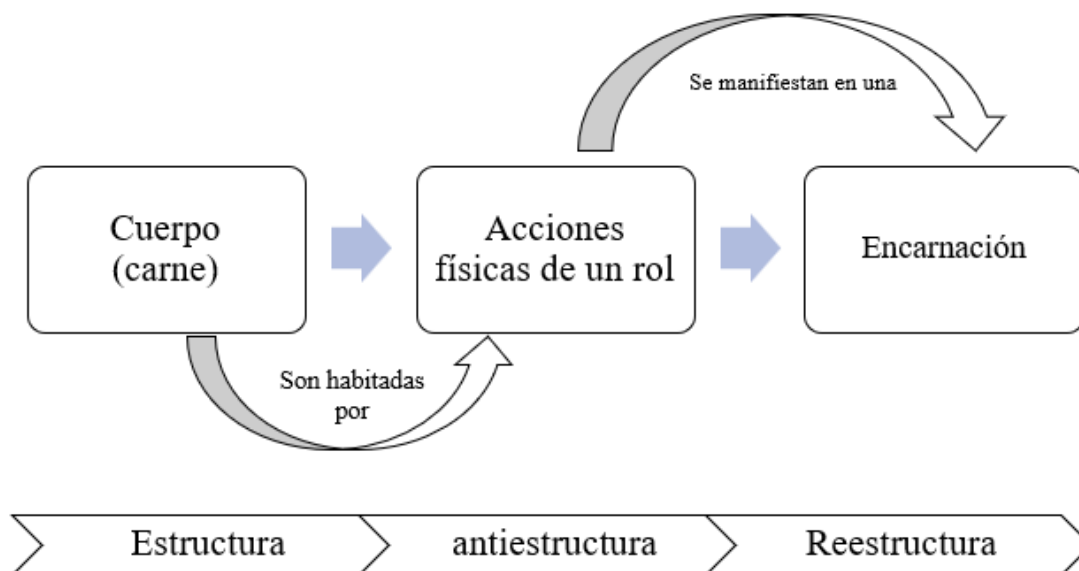 Se manifiestan en una
Cuerpo
(carne)
Acciones
físicas de un rol
Encarnación
Son habitadas
por
Estructura
antiestructura
Reestructura